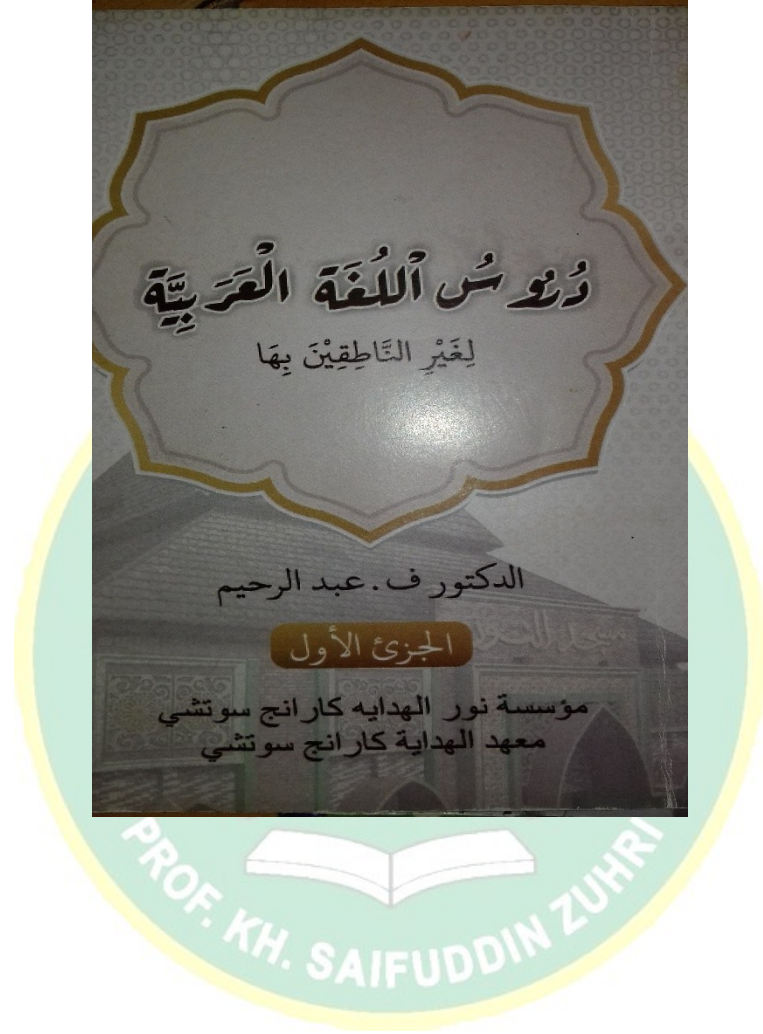 دُرُوسُ اللُّغَةِ الْعَرَبِيَّةِ
لِغَيْرِ النَّاطِقِيْنَ بِهَا
الدكتور ف. عبد الرحيم
الجزئ الأول
مؤسسة نور الهدايه كارانج سوتشي
معهد الهداية كارانج سوتشي
PROF. KH. SAIFUDDIN ZUHRI